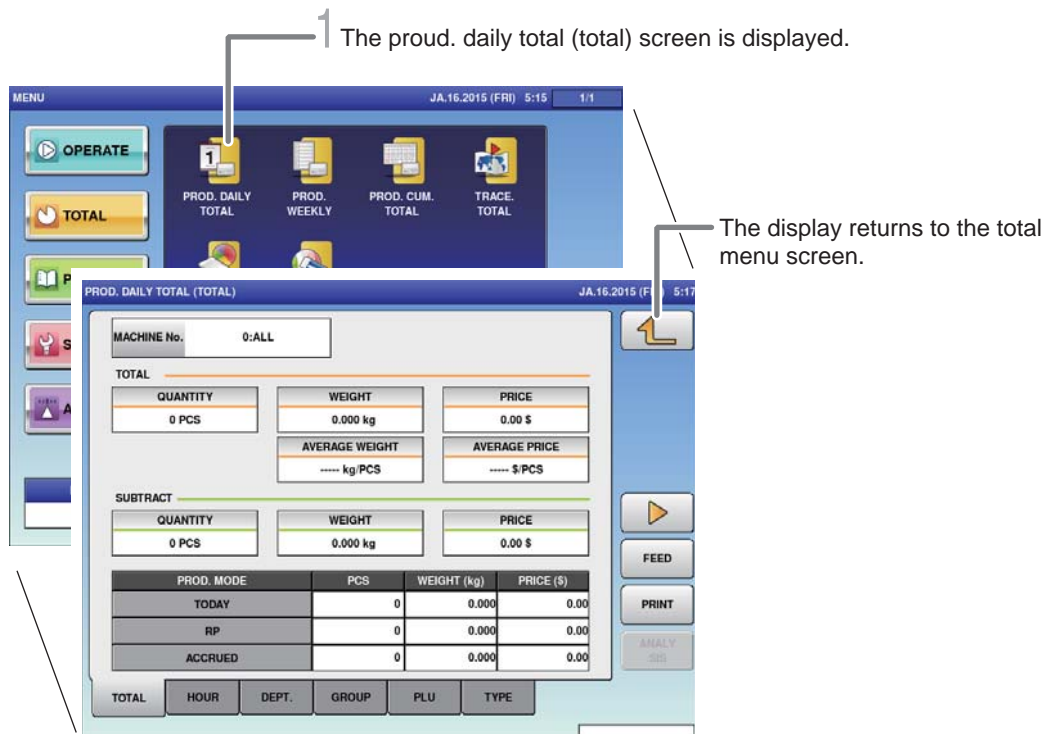 1 The proud. daily total (total) screen is displayed.
MENU JA.16.2015 (FRI) 5:15 1/1
OPERATE
PROD. DAILY TOTAL
PROD. WEEKLY
PROD. CUM. TOTAL
TRACE. TOTAL
TOTAL
The display returns to the total
menu screen.
P
S
A
PROD. DAILY TOTAL (TOTAL) JA.16.2015 (F ) 5:17
MACHINE No. 0:ALL
TOTAL
QUANTITY WEIGHT PRICE
0 PCS 0.000 kg 0.00 $
AVERAGE WEIGHT AVERAGE PRICE
----- kg/PCS ----- $/PCS
SUBTRACT
QUANTITY WEIGHT PRICE
0 PCS 0.000 kg 0.00 $
FEED
PROD. MODE PCS WEIGHT (kg) PRICE ($)
TODAY 0 0.000 0.00
PRINT
RP 0 0.000 0.00
ANALY
SIS
ACCRUED 0 0.000 0.00
TOTAL HOUR DEPT. GROUP PLU TYPE